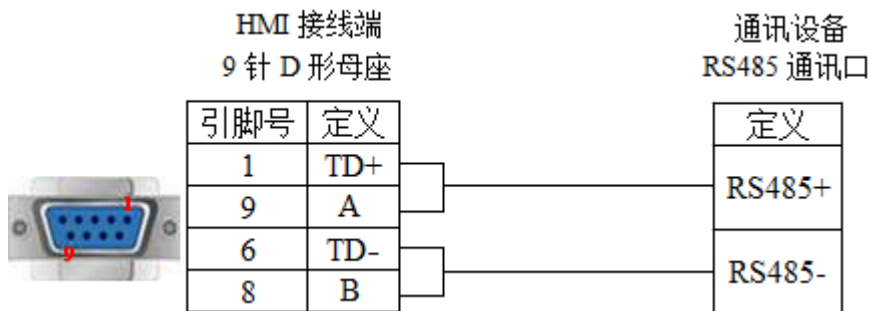 HMI 接线端
9 针 D 形母座
通讯设备
RS485 通讯口
引脚号 定义
定义
1 TD+
9 A
RS485+
6 TD-
8 B
RS485-
1
9